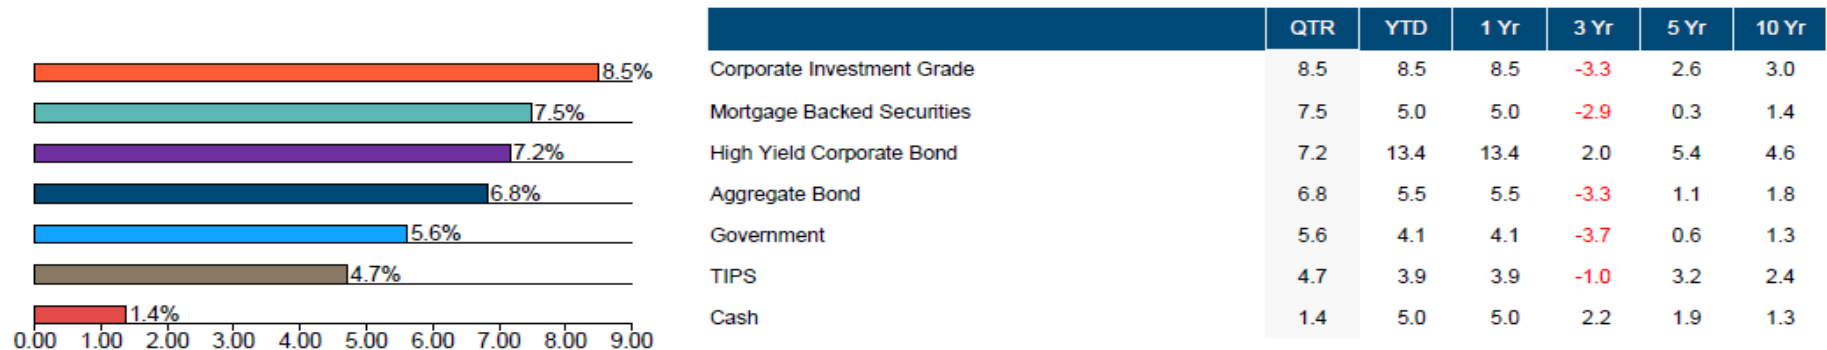 QTR YTD 1 Yr 3 Yr 5 Yr 10 Yr
8.5% Corporate Investment Grade 8.5 8.5 8.5 -3.3 2.6 3.0
7.5% Mortgage Backed Securities 7.5 5.0 5.0 -2.9 0.3 1.4
7.2% High Yield Corporate Bond 7.2 13.4 13.4 2.0 5.4 4.6
6.8% Aggregate Bond 6.8 5.5 5.5 -3.3 1.1 1.8
5.6% Government 5.6 4.1 4.1 -3.7 0.6 1.3
4.7% TIPS 4.7 3.9 3.9 -1.0 3.2 2.4
1.4% Cash 1.4 5.0 5.0 2.2 1.9 1.3
0.00 1.00 2.00 3.00 4.00 5.00 6.00 7.00 8.00 9.00